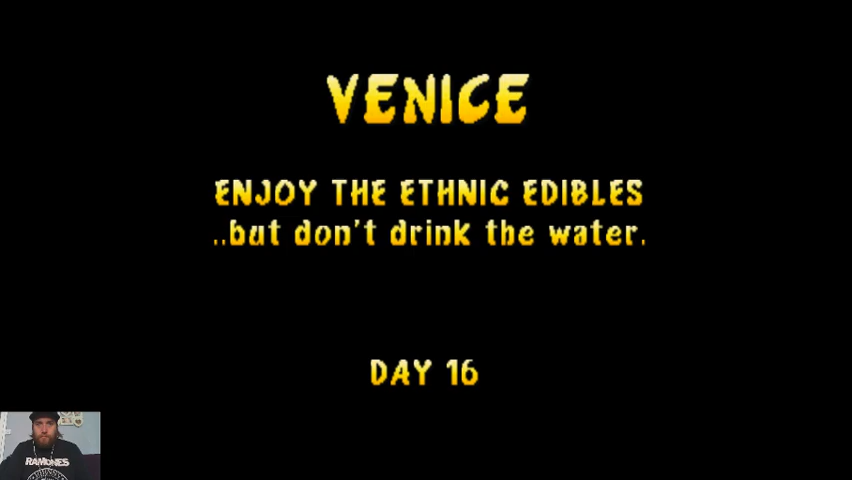 VENICE
ENJOY THE ETHNIC EDIBLES
..but don't drink the water.
DAY 16
RAMONES